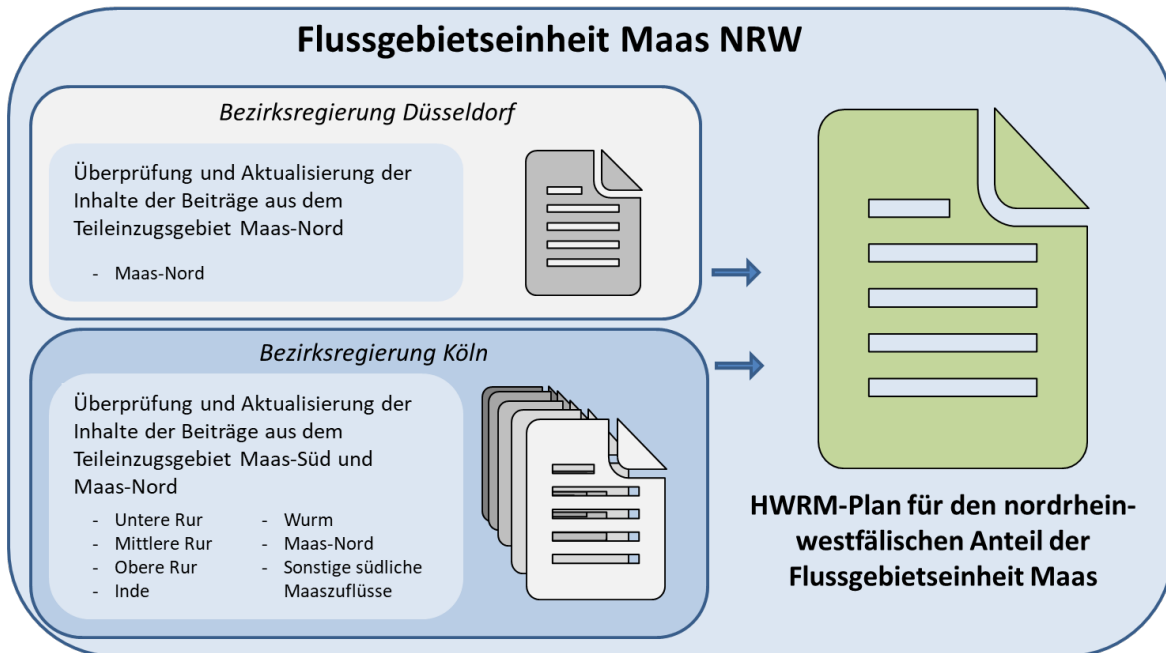 Flussgebietseinheit Maas NRW
Bezirksregierung Düsseldorf
Überprüfung und Aktualisierung der
Inhalte der Beiträge aus dem
Teileinzugsgebiet Maas-Nord
- Maas-Nord
Bezirksregierung Köln
Überprüfung und Aktualisierung der
Inhalte der Beiträge aus dem
Teileinzugsgebiet Maas-Süd und
Maas-Nord
- Untere Rur
- Mittlere Rur
- Obere Rur
- Inde
- Wurm
- Maas-Nord
- Sonstige südliche
Maaszuflüsse
HWRM-Plan für den nordrhein-
westfälischen Anteil der
Flussgebietseinheit Maas